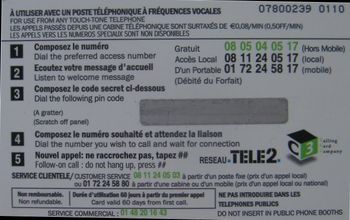 A UTILISER AVEC UN POSTE TÉLÉPHONIQUE À FRÉQUENCES VOCALES
07800239 0110
FOR USE FROM ANY TOUCH-TONE TELEPHONE
LES APPELS PASSÉS DEPUIS UNE CABINE TÉLÉPHONIQUE SONT SURTAXÉS DE €0,08/MIN (0,50FF/MIN)
LES APPELS VERS LES NUMEROS SPECIAUX SONT NON DISPONIBLES
1 Composez le numéro
Dial the preferred access number
Gratuit 08 05 04 05 17 (Hors Mobile)
Accès Local 08 11 24 05 17 (Hors Mobile)
D'un Portable 01 72 24 58 17
(Débité du Forfait)
2 Ecoutez votre message d'accueil
Listen to welcome message
3 Composez le code secret ci-dessous
Dial the following pin code
(A gratter)
(Scratch off panel)
4 Composez le numéro souhaité et attendez la liaison
Dial the number you wish to call and wait for connection
5 Nouvel appel: ne raccrochez pas, tapez ##
Follow-on call: do not hang up, press ##
RESEAU TELE2.
C3 calling card company
SERVICE CLIENTELE/ CUSTOMER SERVICE 08 11 24 05 03 à partir d'un poste fixe (prix d'un appel local)
ou 01 72 24 58 80 à partir d'une cabine ou d'un mobile (prix d'un appel local)
Non remboursable.
Non refundable.
Durée d'utilisation 60 jours à partir du premier appel
Card valid 60 days from first call.
NE PAS INTRODUIRE DANS LES
TELEPHONES PUBLICS
DO NOT INSERT IN PUBLIC PHONE BOOTHS
SERVICE COMMERCIAL : 01 48 20 16 43